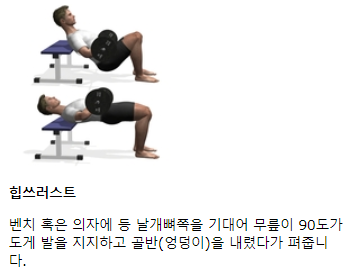 힙쓰러스트
벤치 혹은 의자에 등 날개뼈쪽을 기대어 무릎이 90도가
도게 발을 지지하고 골반(엉덩이)을 내렸다가 펴줍니
다.